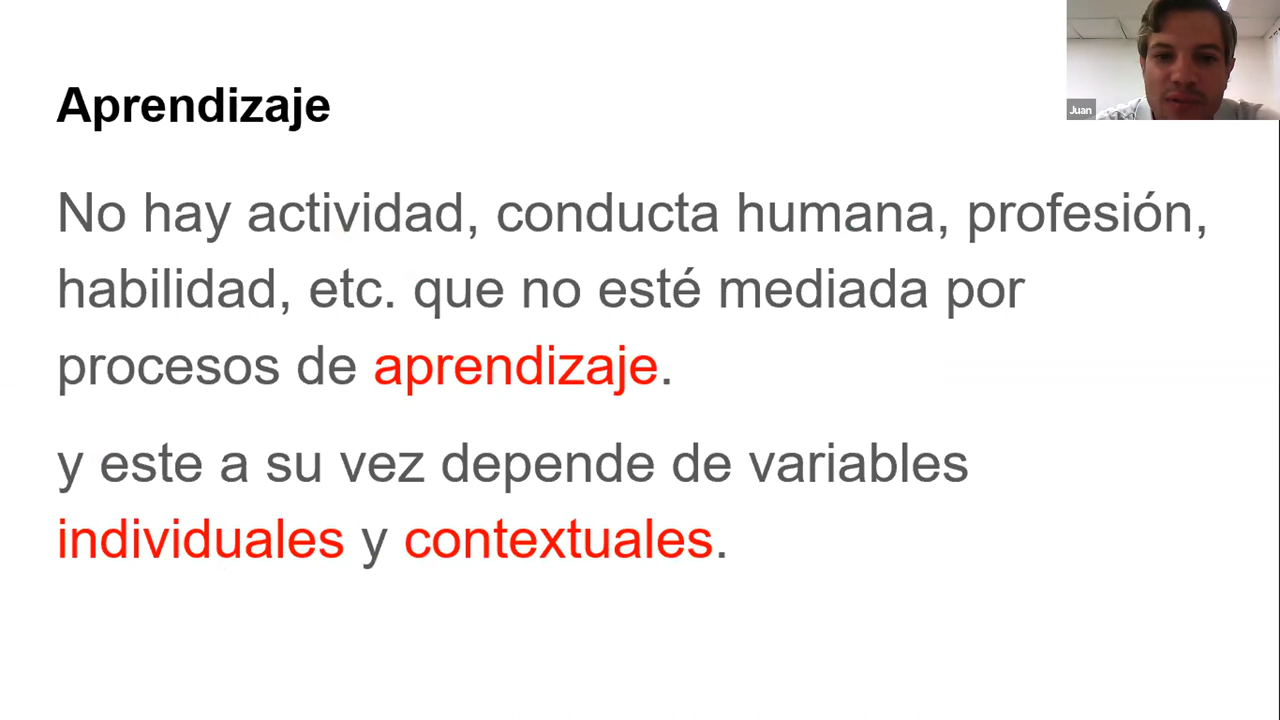 Aprendizaje
Juan
No hay actividad, conducta humana, profesión,
habilidad, etc. que no esté mediada por
procesos de aprendizaje.
y este a su vez depende de variables
individuales y contextuales.